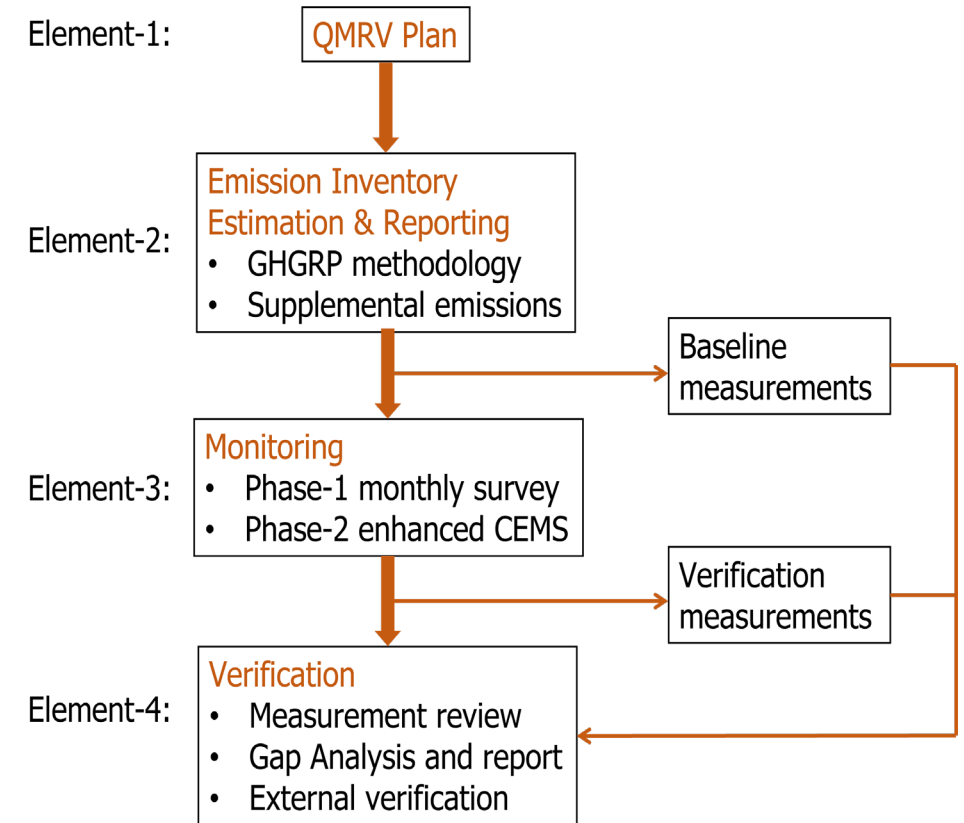 Element-1:
QMRV Plan
Element-2:
Emission Inventory
Estimation & Reporting
• GHGRP methodology
• Supplemental emissions
Baseline
measurements
Element-3:
Monitoring
• Phase-1 monthly survey
• Phase-2 enhanced CEMS
Verification
measurements
Element-4:
Verification
• Measurement review
• Gap Analysis and report
• External verification